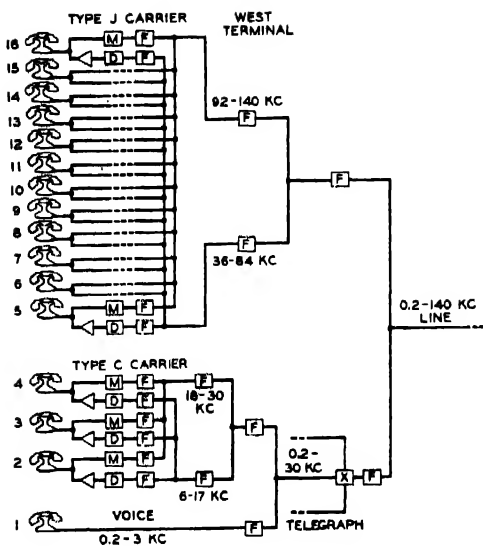 TYPE J CARRIER
WEST
TERMINAL
16
M F
D F
15
14
13
12
11
10
9
8
7
6
5
M F
D F
92-140 KC
F
F
F
36-84 KC
0.2-140 KC
LINE
TYPE C CARRIER
4
M F
D F
3
M F
D F
2
M F
D F
F
18-30
KC
F
F
6-17 KC
0.2-
30 KC
X F
TELEGRAPH
1
VOICE
0.2-3 KC
F